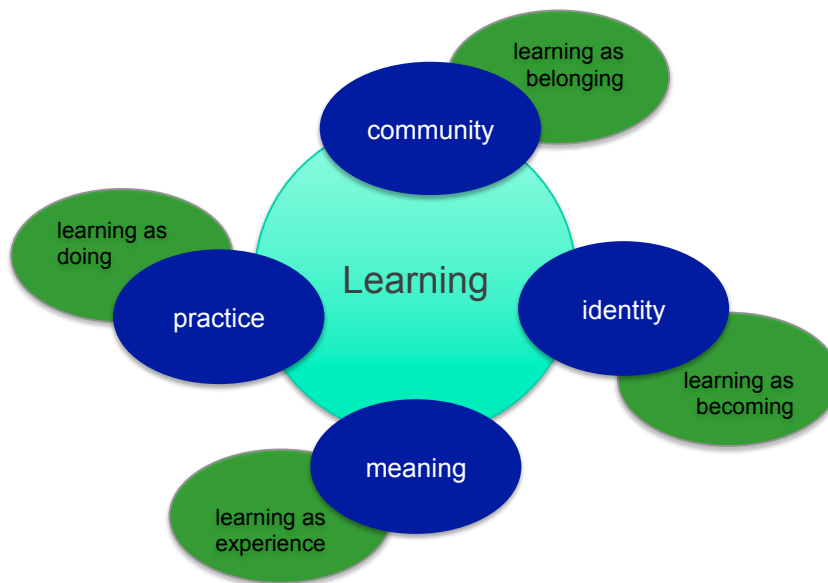 learning as
belonging
community
learning as
doing
Learning
identity
practice
learning as
becoming
meaning
learning as
experience